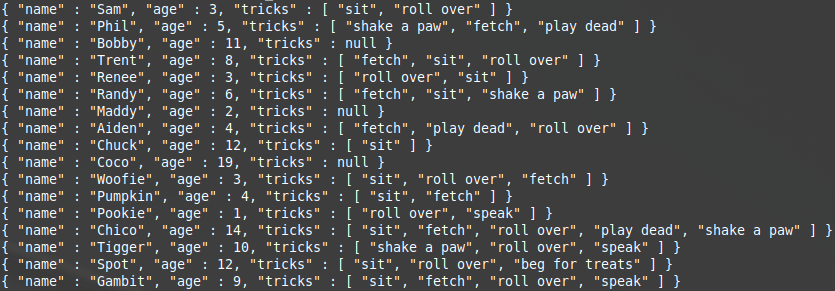 { "name" : "Sam", "age" : 3, "tricks" : [ "sit", "roll over" ] }
{ "name" : "Phil", "age" : 5, "tricks" : [ "shake a paw", "fetch", "play dead" ] }
{ "name" : "Bobby", "age" : 11, "tricks" : null }
{ "name" : "Trent", "age" : 8, "tricks" : [ "fetch", "sit", "roll over" ] }
{ "name" : "Renee", "age" : 3, "tricks" : [ "roll over", "sit" ] }
{ "name" : "Randy", "age" : 6, "tricks" : [ "fetch", "sit", "shake a paw" ] }
{ "name" : "Maddy", "age" : 2, "tricks" : null }
{ "name" : "Aiden", "age" : 4, "tricks" : [ "fetch", "play dead", "roll over" ] }
{ "name" : "Chuck", "age" : 12, "tricks" : [ "sit" ] }
{ "name" : "Coco", "age" : 19, "tricks" : null }
{ "name" : "Woofie", "age" : 3, "tricks" : [ "sit", "roll over", "fetch" ] }
{ "name" : "Pumpkin", "age" : 4, "tricks" : [ "sit", "fetch" ] }
{ "name" : "Pookie", "age" : 1, "tricks" : [ "roll over", "speak" ] }
{ "name" : "Chico", "age" : 14, "tricks" : [ "sit", "fetch", "roll over", "play dead", "shake a paw" ] }
{ "name" : "Tigger", "age" : 10, "tricks" : [ "shake a paw", "roll over", "speak" ] }
{ "name" : "Spot", "age" : 12, "tricks" : [ "sit", "roll over", "beg for treats" ] }
{ "name" : "Gambit", "age" : 9, "tricks" : [ "sit", "fetch", "roll over", "speak" ] }